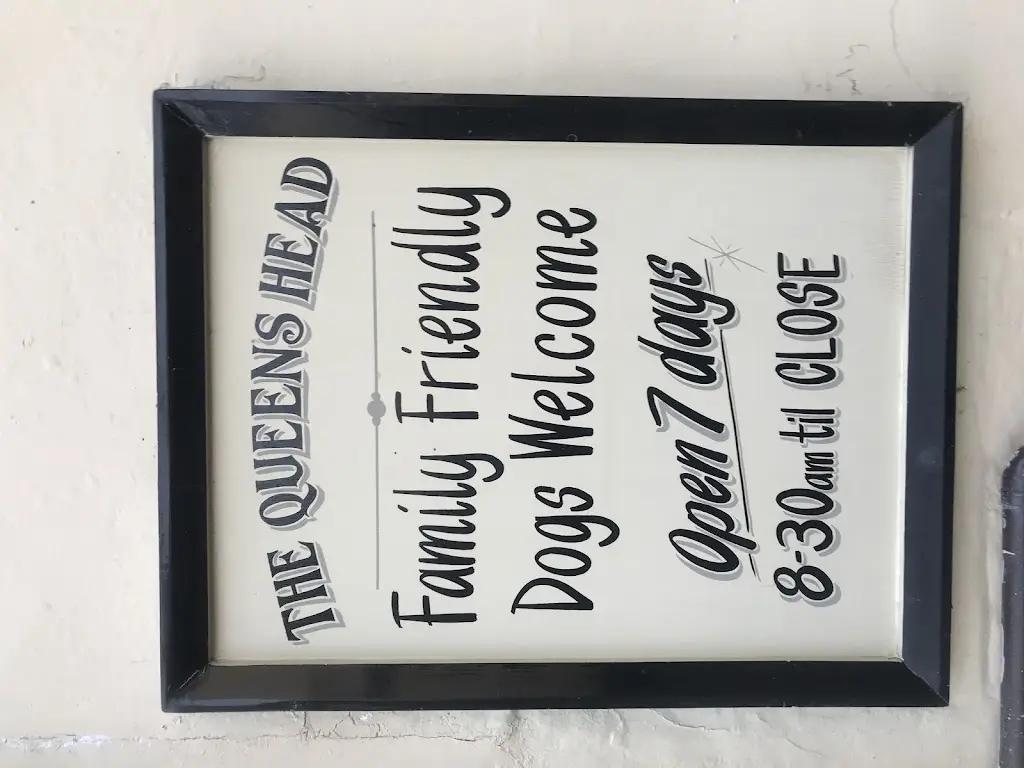 THE QUEENS HEAD
Family Friendly
Dogs Welcome
Open 7 days
8-30am til CLOSE